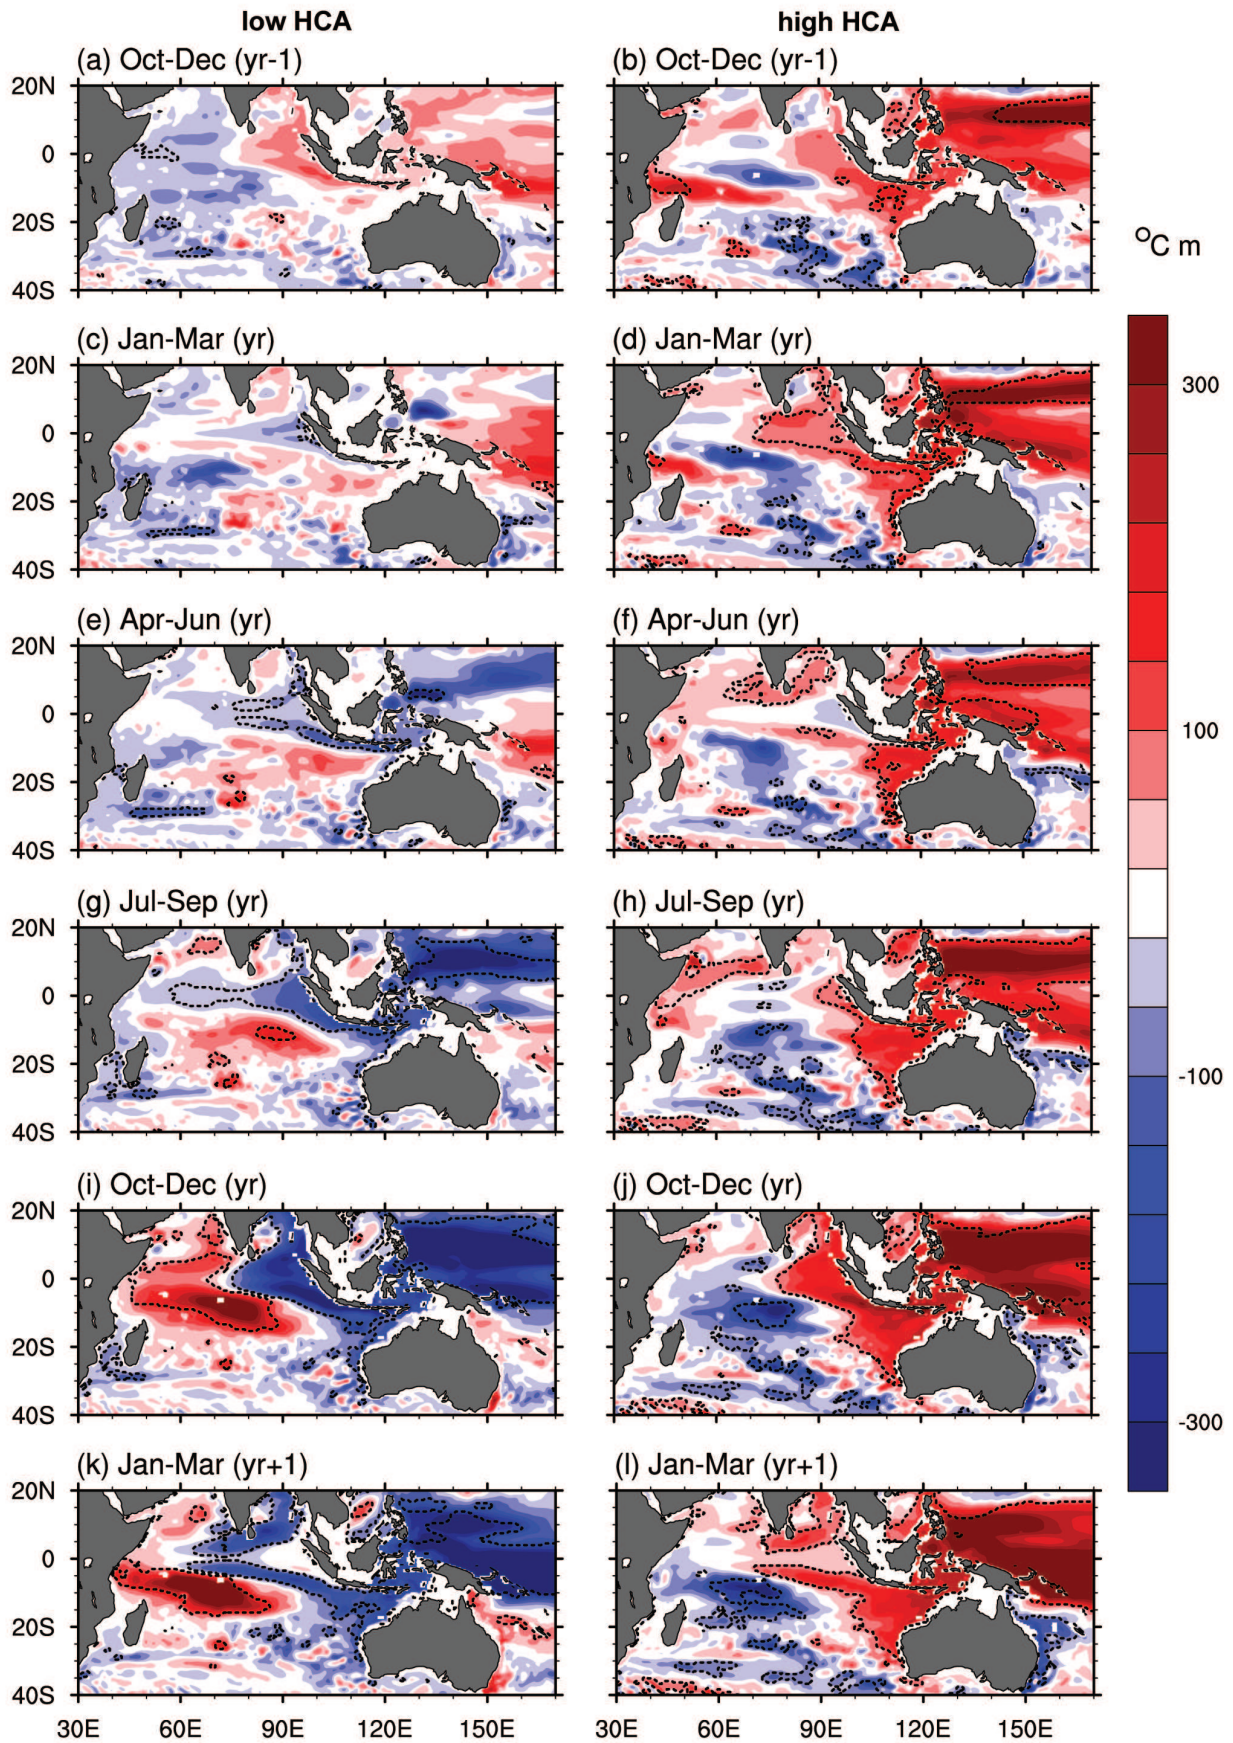 low HCA
high HCA
(a) Oct-Dec (yr-1)
(b) Oct-Dec (yr-1)
20N
0
20S
40S
(c) Jan-Mar (yr)
(d) Jan-Mar (yr)
20N
0
20S
40S
(e) Apr-Jun (yr)
(f) Apr-Jun (yr)
20N
0
20S
40S
(g) Jul-Sep (yr)
(h) Jul-Sep (yr)
20N
0
20S
40S
(i) Oct-Dec (yr)
(j) Oct-Dec (yr)
20N
0
20S
40S
(k) Jan-Mar (yr+1)
(l) Jan-Mar (yr+1)
20N
0
20S
40S
30E 60E 90E 120E 150E
30E 60E 90E 120E 150E
°C m
300
100
-100
-300